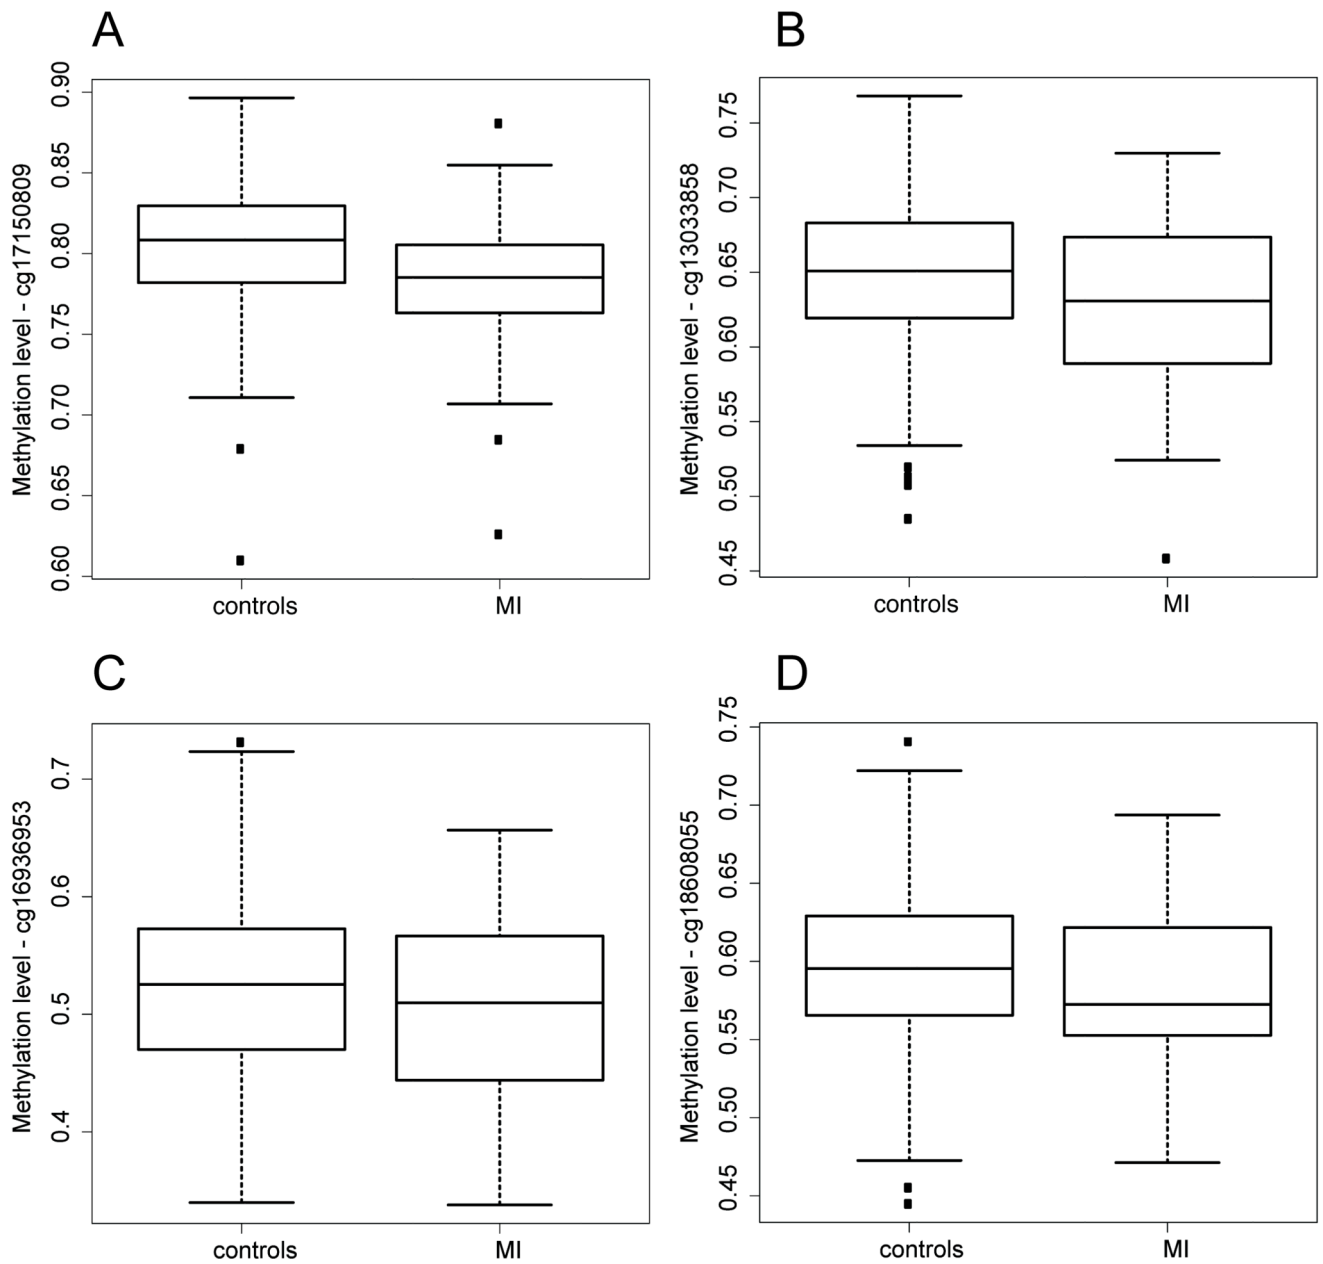 A
Methylation level - cg17150809
0.90
0.85
0.80
0.75
0.70
0.65
0.60
controls MI
B
Methylation level - cg13033858
0.75
0.70
0.65
0.60
0.55
0.50
0.45
controls MI
C
Methylation level - cg16936953
0.7
0.6
0.5
0.4
controls MI
D
Methylation level - cg18608055
0.75
0.70
0.65
0.60
0.55
0.50
0.45
controls MI